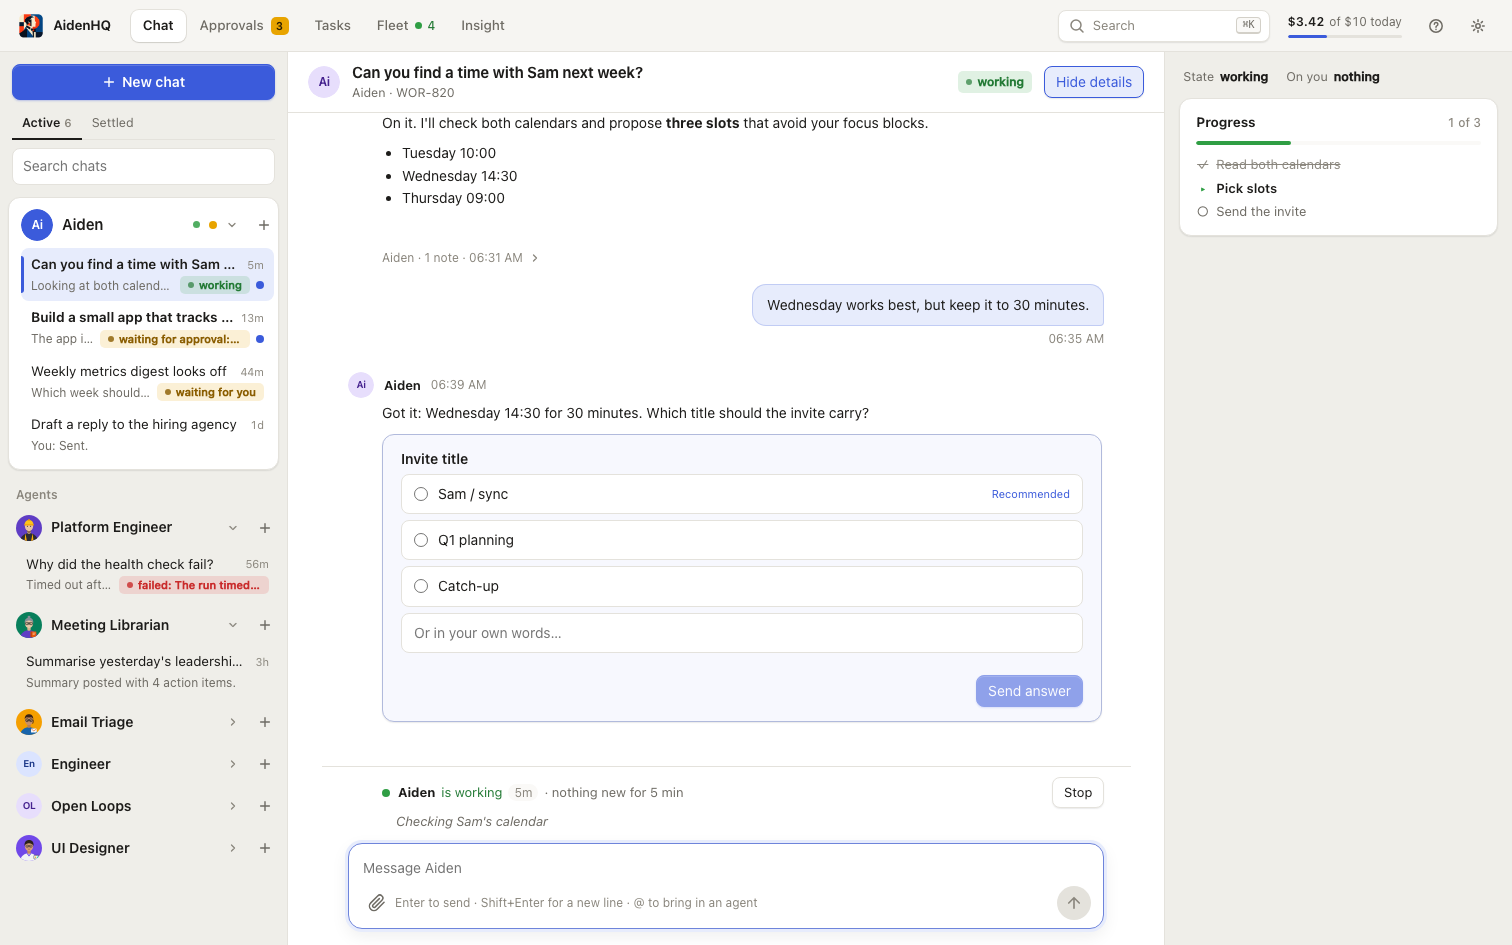 AidenHQ
Chat
Approvals 3
Tasks
Fleet 4
Insight
Search ⌘K
$3.42 of $10 today
+ New chat
Active 6
Settled
Search chats
Ai
Aiden
Can you find a time with Sam ... 5m
Looking at both calend... working
Build a small app that tracks ... 13m
The app i... waiting for approval:...
Weekly metrics digest looks off 44m
Which week should... waiting for you
Draft a reply to the hiring agency 1d
You: Sent.
Agents
Platform Engineer
Why did the health check fail? 56m
Timed out aft... failed: The run timed...
Meeting Librarian
Summarise yesterday's leadershi... 3h
Summary posted with 4 action items.
Email Triage
En Engineer
OL Open Loops
UI Designer
Ai
Can you find a time with Sam next week?
Aiden · WOR-820
working
Hide details
On it. I'll check both calendars and propose three slots that avoid your focus blocks.
• Tuesday 10:00
• Wednesday 14:30
• Thursday 09:00
Aiden · 1 note · 06:31 AM
Wednesday works best, but keep it to 30 minutes.
06:35 AM
Ai Aiden 06:39 AM
Got it: Wednesday 14:30 for 30 minutes. Which title should the invite carry?
Invite title
Sam / sync Recommended
Q1 planning
Catch-up
Or in your own words...
Send answer
Aiden is working 5m · nothing new for 5 min
Stop
Checking Sam's calendar
Message Aiden
Enter to send · Shift+Enter for a new line · @ to bring in an agent
State working On you nothing
Progress 1 of 3
Read both calendars
Pick slots
Send the invite